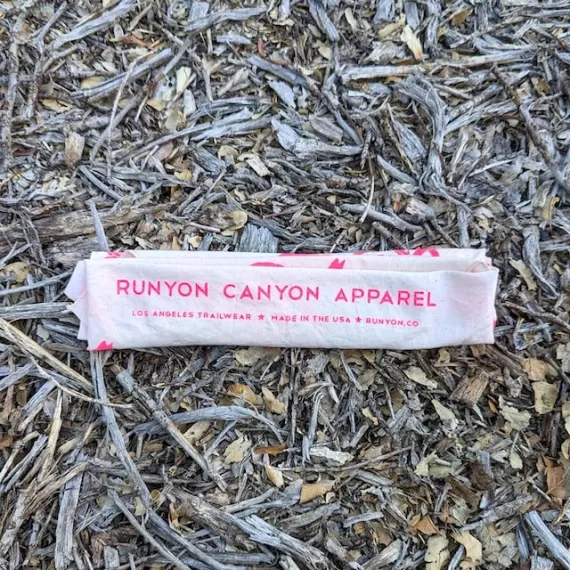 RUNYON CANYON APPAREL
LOS ANGELES TRAILWEAR ★ MADE IN THE USA ★ RUNYON.CO